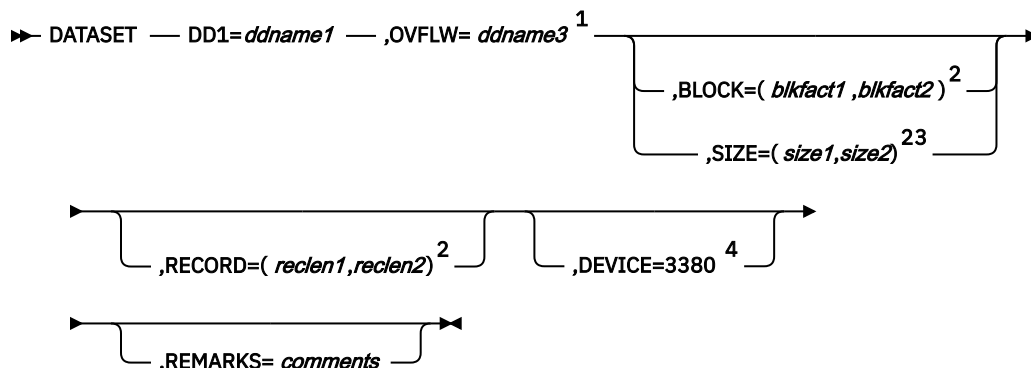 DATASET DD1=ddname1 ,OVFLW= ddname3 1
,BLOCK=( blkfact1 ,blkfact2 ) 2
,SIZE=( size1,size2) 23
,RECORD=( reclen1,reclen2) 2 ,DEVICE=3380 4
,REMARKS= comments